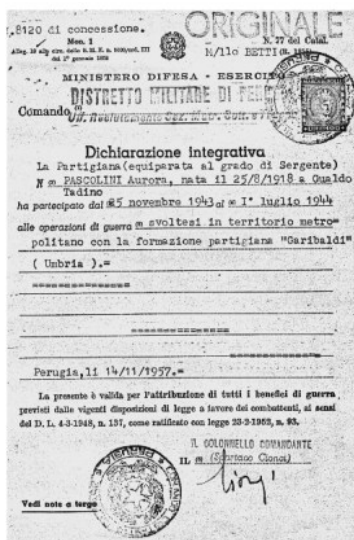 8120 di concessione.
ORIGINALE
Mod. 1
N. 77 del Catal.
M/110 BETTI
MINISTERO DIFESA - ESERCITO
DISTRETTO MILITARE DI
Comando (1)
Dichiarazione integrativa
La Partigiana (equiparata al grado di Sergente)
PASCOLINI Aurora, nata il 25/8/1918 a Gualdo
Tadino
ha partecipato dal 25 novembre 1943 al I° luglio 1944
alle operazioni di guerra svoltesi in territorio metro=
politano con la formazione partigiana "Garibaldi"
( Umbria ).=
Perugia, li 14/11/1957.=
La presente è valida per l'attribuzione di tutti i benefici di guerra
previsti dalle vigenti disposizioni di legge a favore dei combattenti, ai sensi
del D. L. 4-3-1948, n. 137, come ratificato con legge 23-2-1952, n. 93.
IL COLONNELLO COMANDANTE
IL (Spartaco Cionci)
Vedi note a tergo